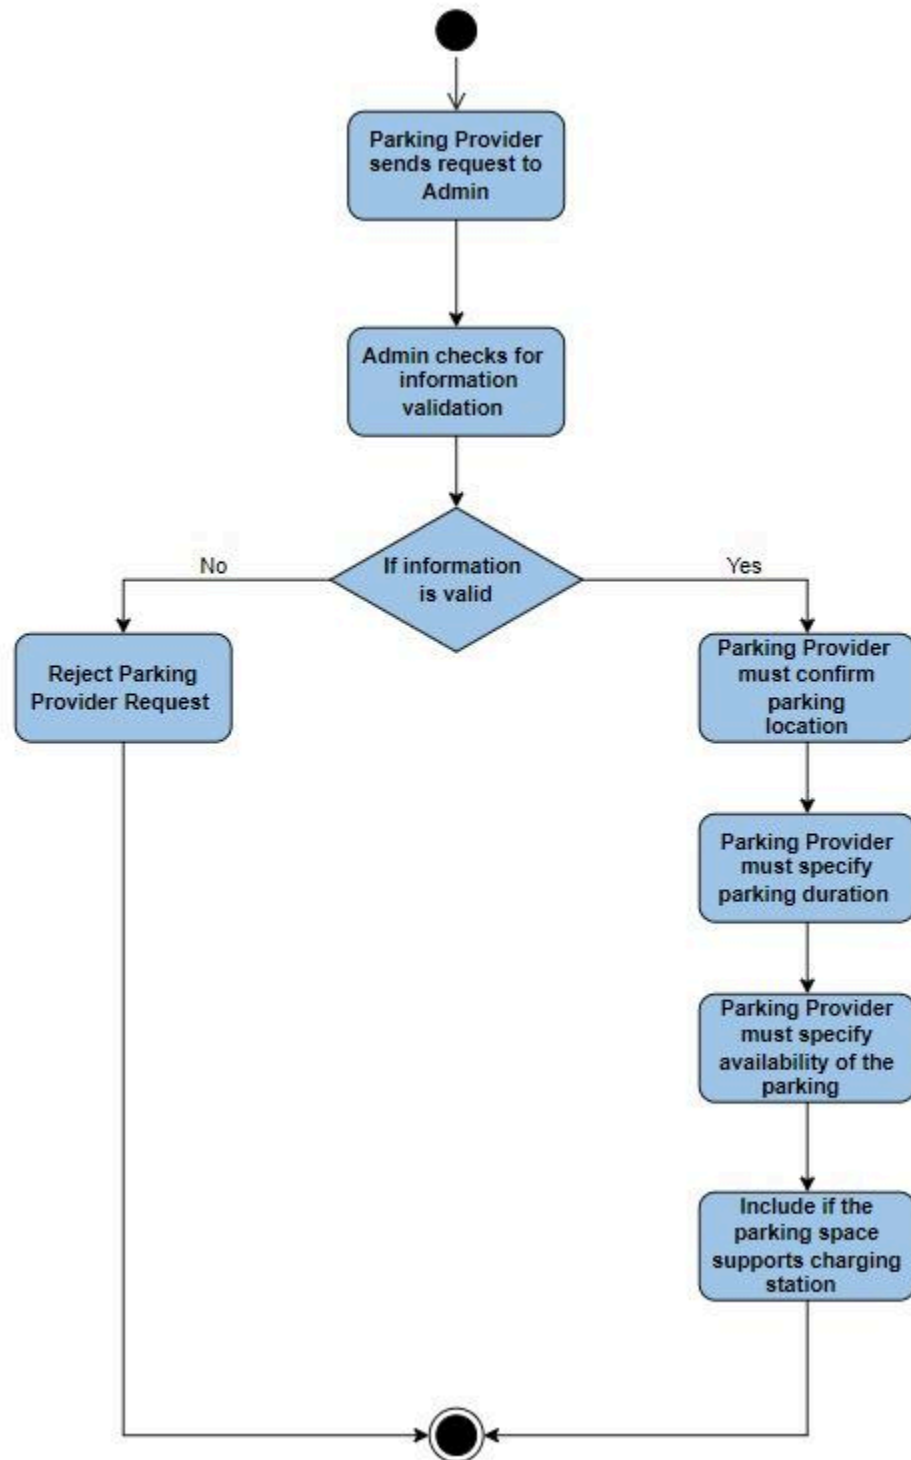 Parking Provider
sends request to
Admin
Admin checks for
information
validation
If information
is valid
No
Yes
Reject Parking
Provider Request
Parking Provider
must confirm
parking
location
Parking Provider
must specify
parking duration
Parking Provider
must specify
availability of the
parking
Include if the
parking space
supports charging
station